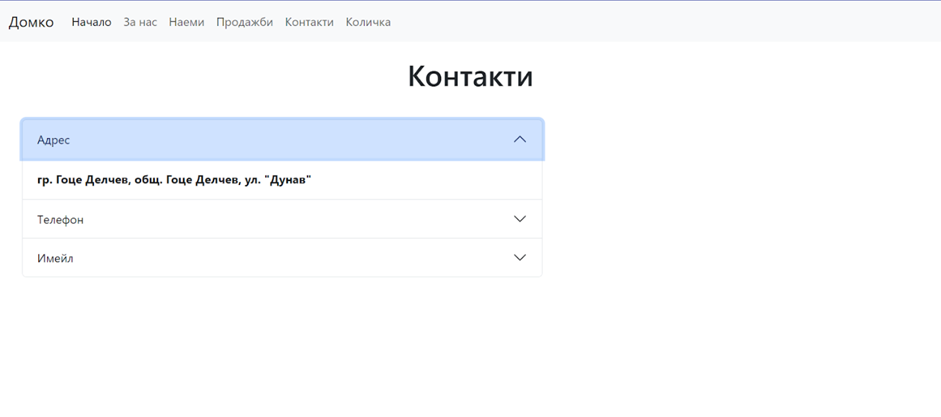 Домко Начало За нас Наеми Продажби Контакти Количка
Контакти
Адрес
гр. Гоце Делчев, общ. Гоце Делчев, ул. "Дунав"
Телефон
Имейл